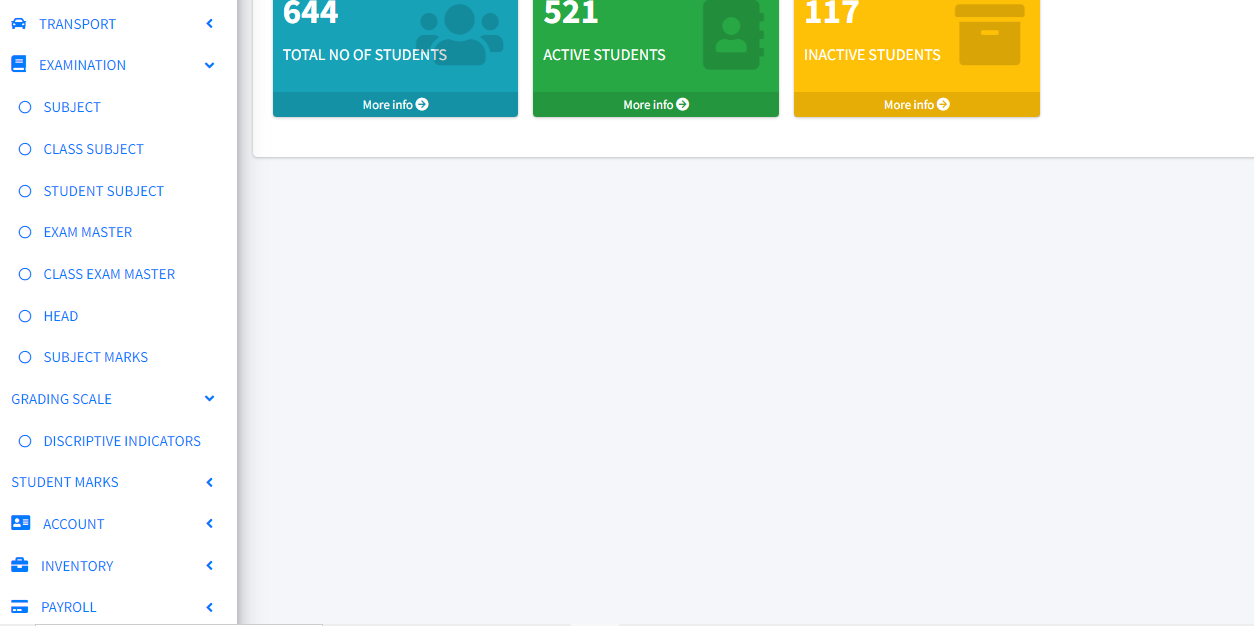 TRANSPORT
EXAMINATION
SUBJECT
CLASS SUBJECT
STUDENT SUBJECT
EXAM MASTER
CLASS EXAM MASTER
HEAD
SUBJECT MARKS
GRADING SCALE
DISCRIPTIVE INDICATORS
STUDENT MARKS
ACCOUNT
INVENTORY
PAYROLL
644
TOTAL NO OF STUDENTS
More info
521
ACTIVE STUDENTS
More info
117
INACTIVE STUDENTS
More info